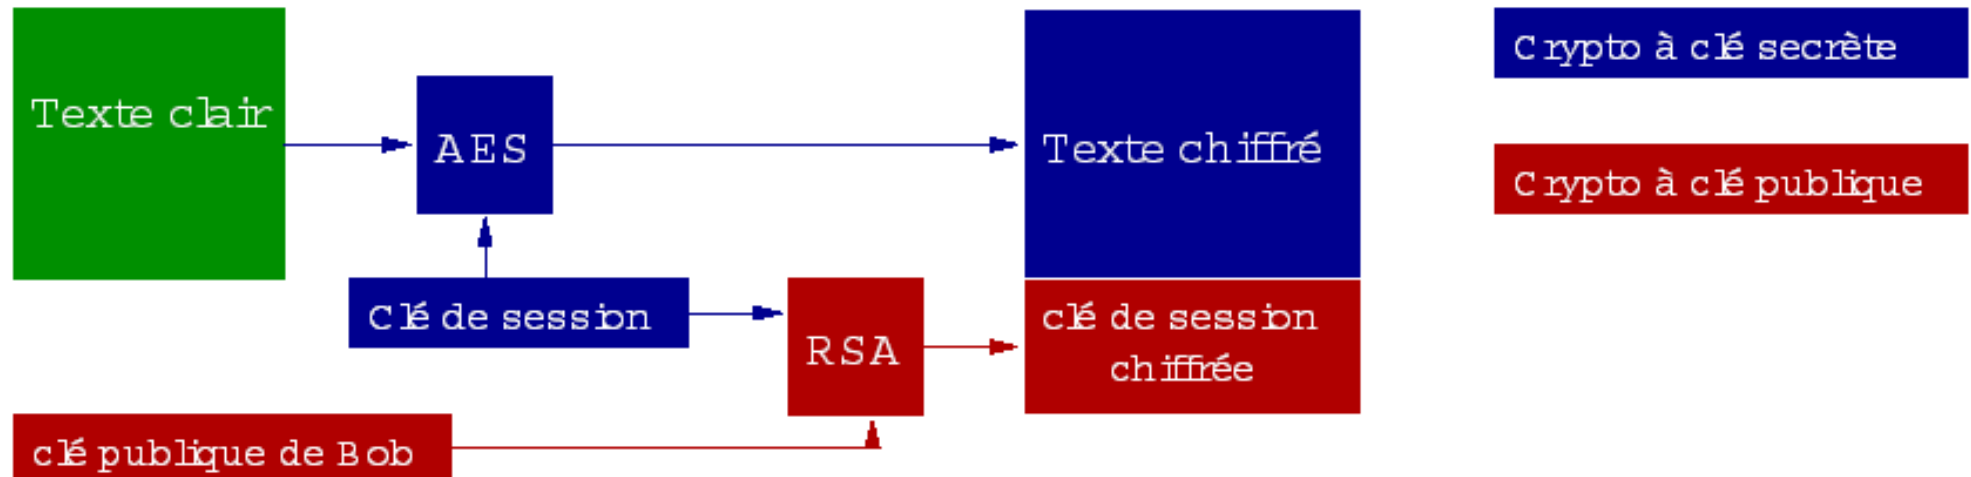 Texte clair
AES
Texte chiffré
Crypto à clé secrète
Crypto à clé publique
Clé de session
RSA
clé de session
chiffrée
clé publique de Bob